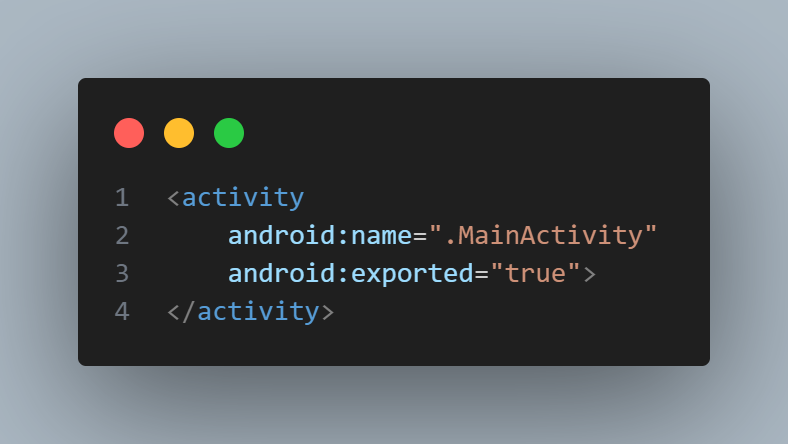 1 <activity
2     android:name=".MainActivity"
3     android:exported="true">
4 </activity>